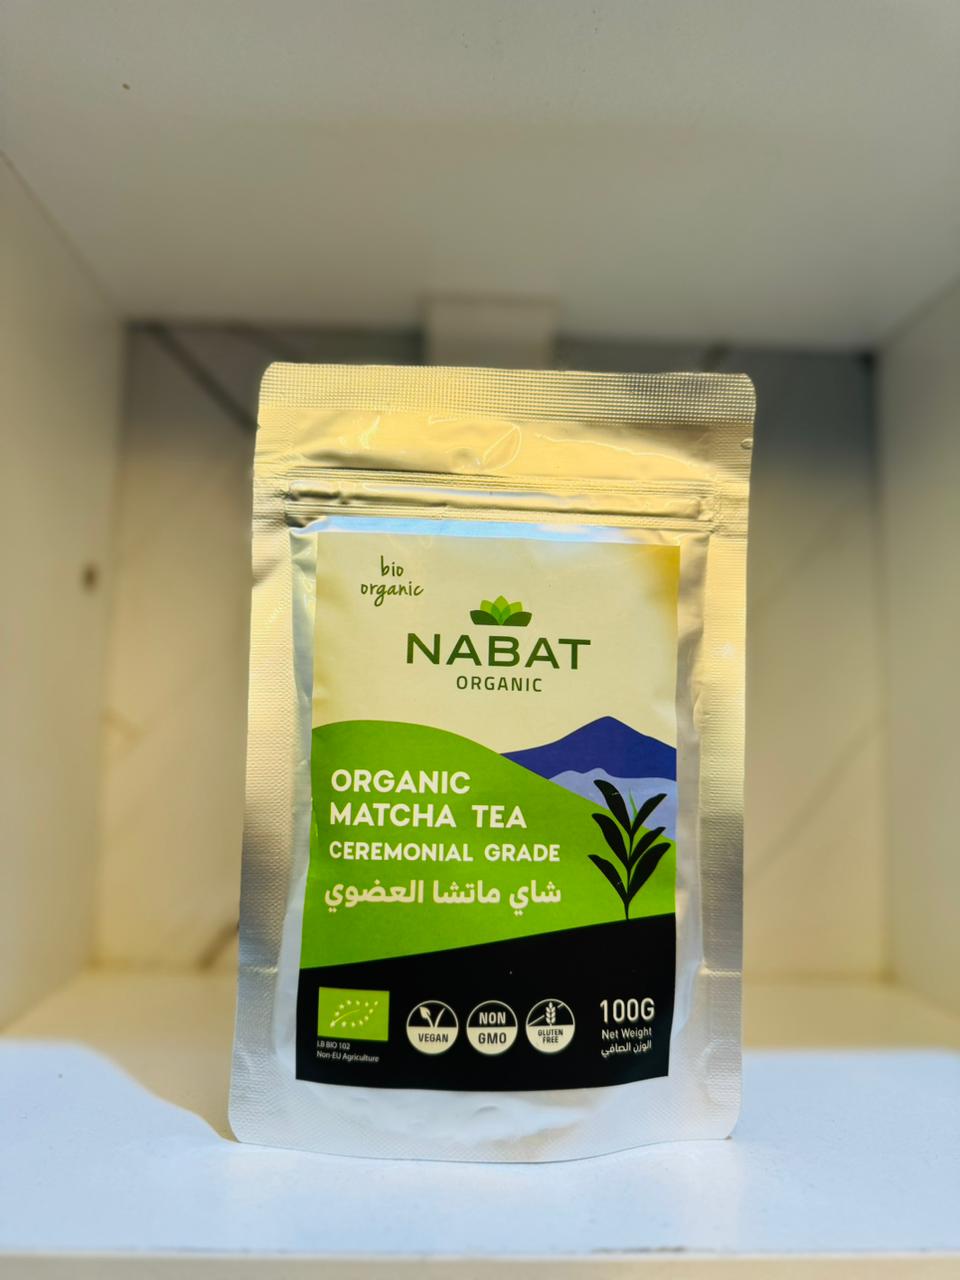 bio
organic
NABAT
ORGANIC
ORGANIC
MATCHA TEA
CEREMONIAL GRADE
شاي ماتشا العضوي
LB BIO 102
Non-EU Agriculture
VEGAN
NON
GMO
GLUTEN
FREE
100G
Net Weight
الوزن الصافي